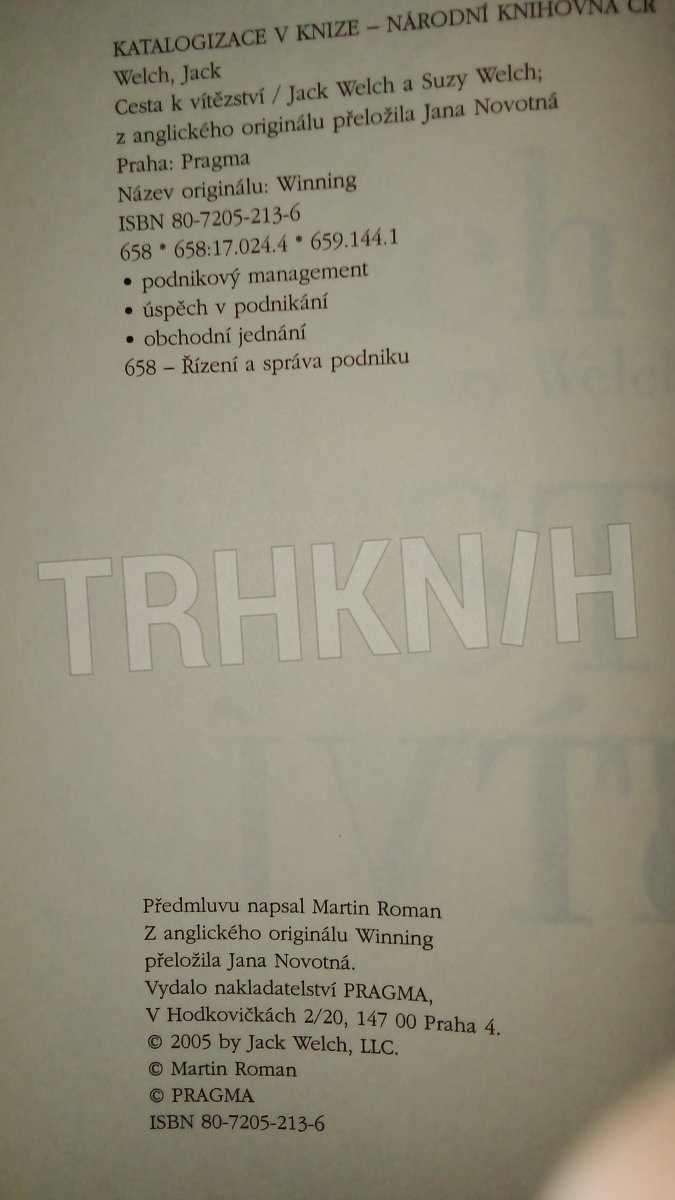 KATALOGIZACE V KNIZE – NÁRODNÍ KNIHOVNA ČR
Welch, Jack
Cesta k vítězství / Jack Welch a Suzy Welch;
z anglického originálu přeložila Jana Novotná
Praha: Pragma
Název originálu: Winning
ISBN 80-7205-213-6
658 * 658:17.024.4 * 659.144.1
• podnikový management
• úspěch v podnikání
• obchodní jednání
658 – Řízení a správa podniku
TRHKN/H
Předmluvu napsal Martin Roman
Z anglického originálu Winning
přeložila Jana Novotná.
Vydalo nakladatelství PRAGMA,
V Hodkovičkách 2/20, 147 00 Praha 4.
© 2005 by Jack Welch, LLC.
© Martin Roman
© PRAGMA
ISBN 80-7205-213-6